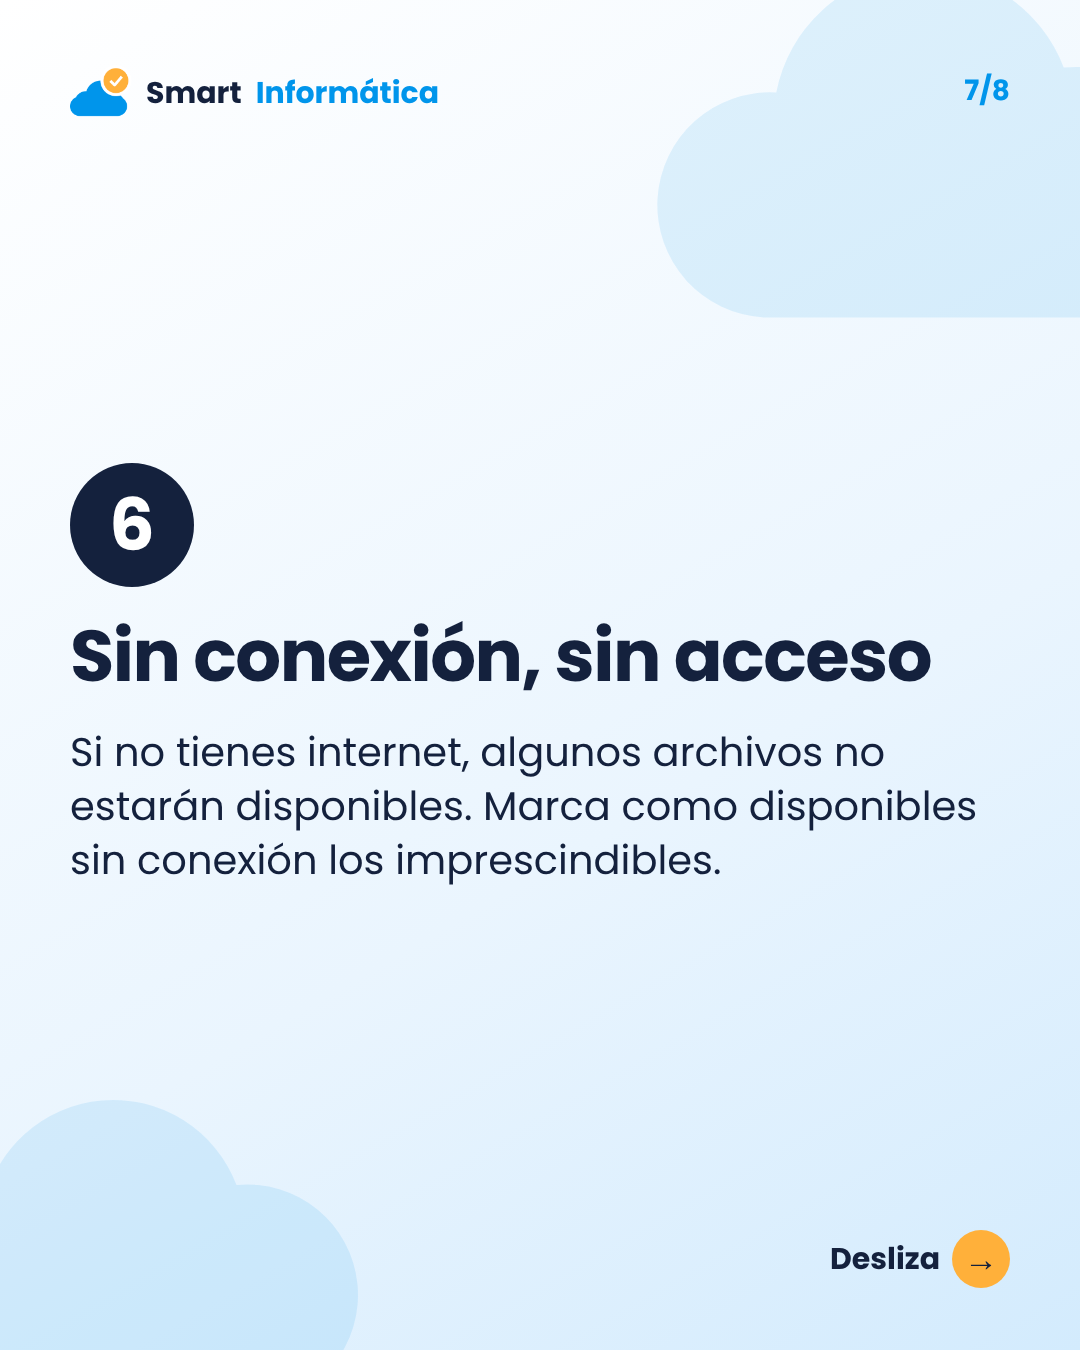 Smart Informática
7/8
6
Sin conexión, sin acceso
Si no tienes internet, algunos archivos no
estarán disponibles. Marca como disponibles
sin conexión los imprescindibles.
Desliza →